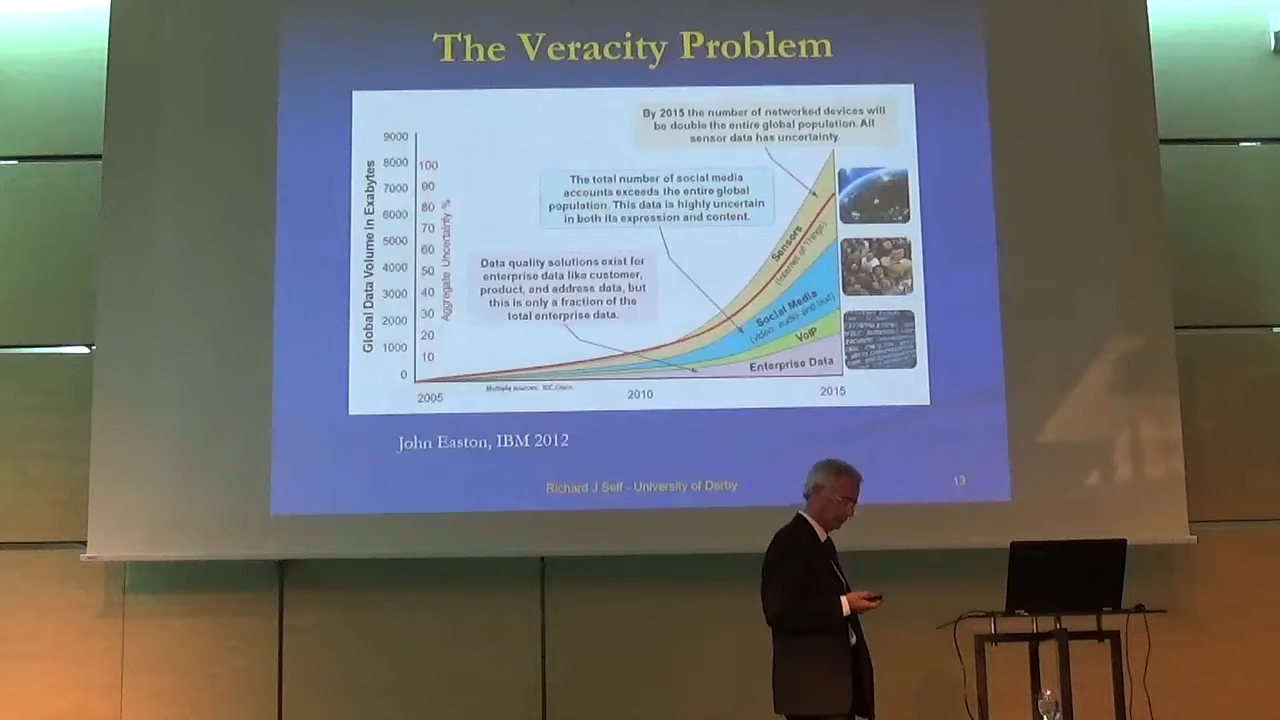 The Veracity Problem
By 2015 the number of networked devices will
be double the entire global population. All
sensor data has uncertainty.
The total number of social media
accounts exceeds the entire global
population. This data is highly uncertain
in both its expression and content.
Data quality solutions exist for
enterprise data like customer,
product, and address data, but
this is only a fraction of the
total enterprise data.
Global Data Volume in Exabytes
9000
8000
7000
6000
5000
4000
3000
2000
1000
0
Aggregate Uncertainty %
100
90
80
70
60
50
40
30
20
10
Sensors
(Internet of Things)
Social Media
(video, audio and text)
VoIP
Enterprise Data
Multiple sources: IDC,Cisco
2005
2010
2015
John Easton, IBM 2012
Richard J Self - University of Derby
13